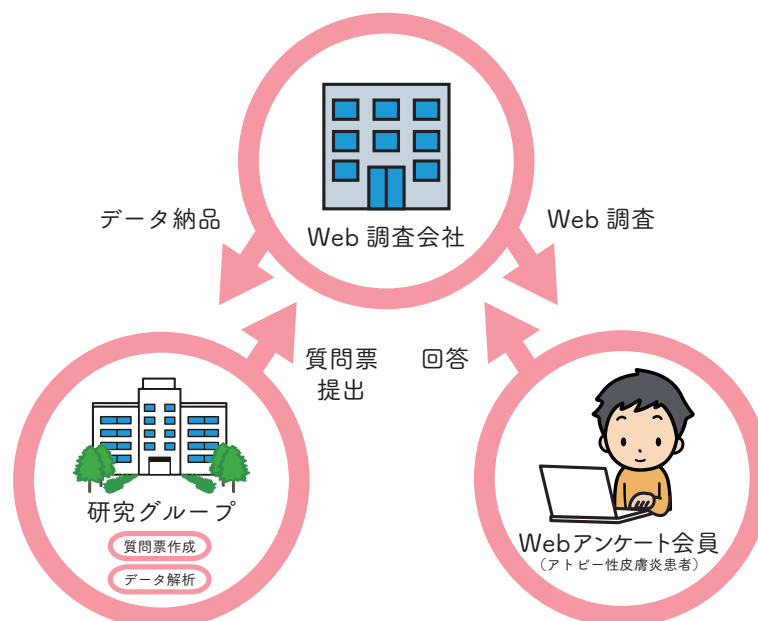 Web 調査会社
データ納品
Web 調査
質問票
提出
回答
研究グループ
質問票作成
データ解析
Webアンケート会員
（アトピー性皮膚炎患者）